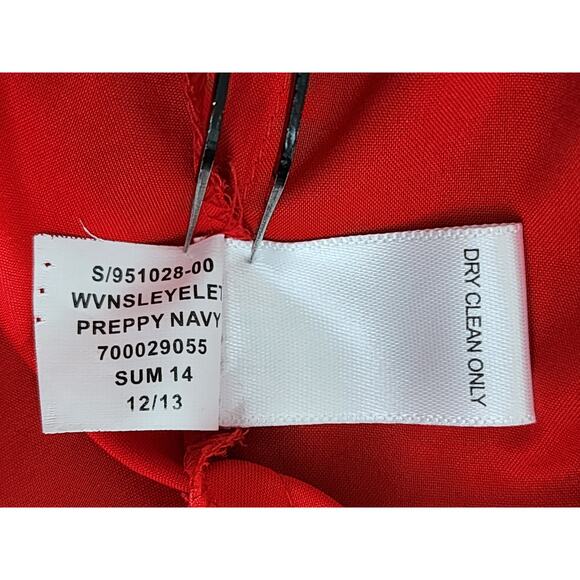 S/951028-00
WVNSLEYELET
PREPPY NAVY
700029055
SUM 14
12/13
DRY CLEAN ONLY